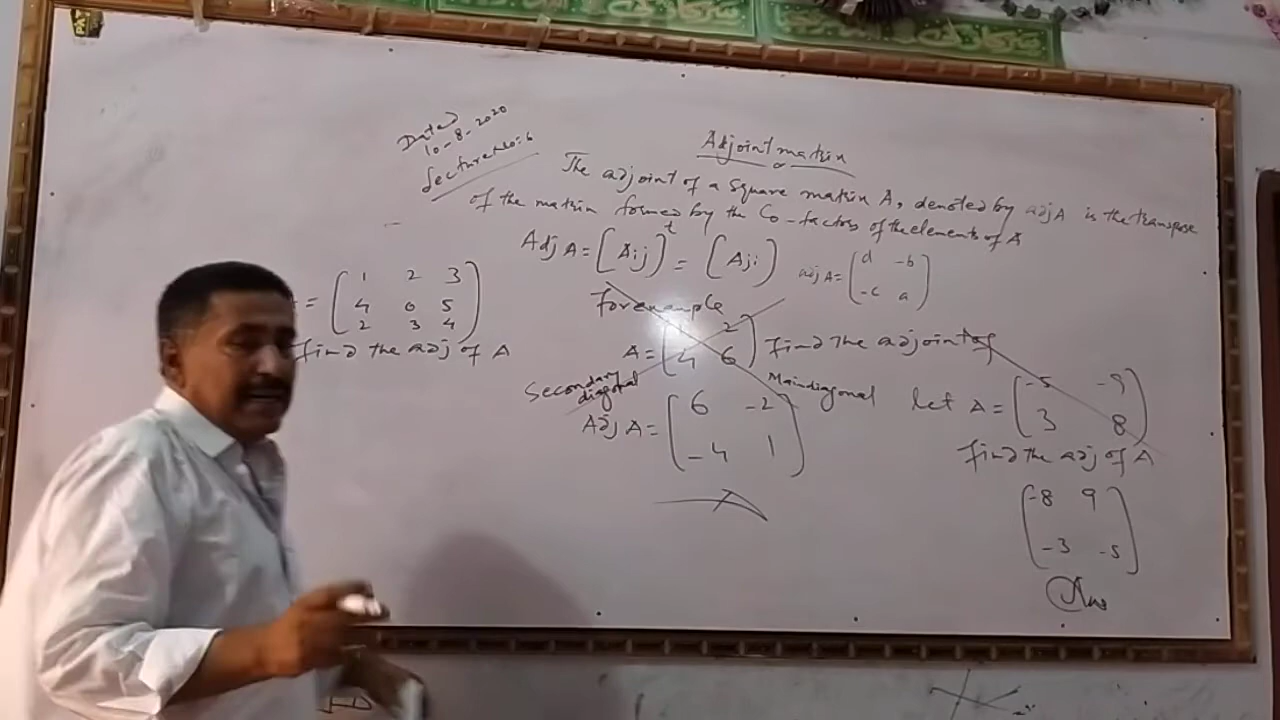 Dated
10-8-2020
Lecture No: 6
Adjoint matrix
The adjoint of a square matrix A, denoted by adj A is the transpose
of the matrix formed by the Co-factors of the elements of A
Adj A = [Aij]^t = [Aji]
adj A = [d -b
-c a]
For example
A = [1 2
4 6] find the adjoint of
Secondary diagonal
Main diagonal
Adj A = [6 -2
-4 1]
= [1 2 3
4 0 5
2 3 4]
find the adj of A
let A = [-5 -9
3 8]
find the adj of A
[-8 9
-3 -5]
Ans